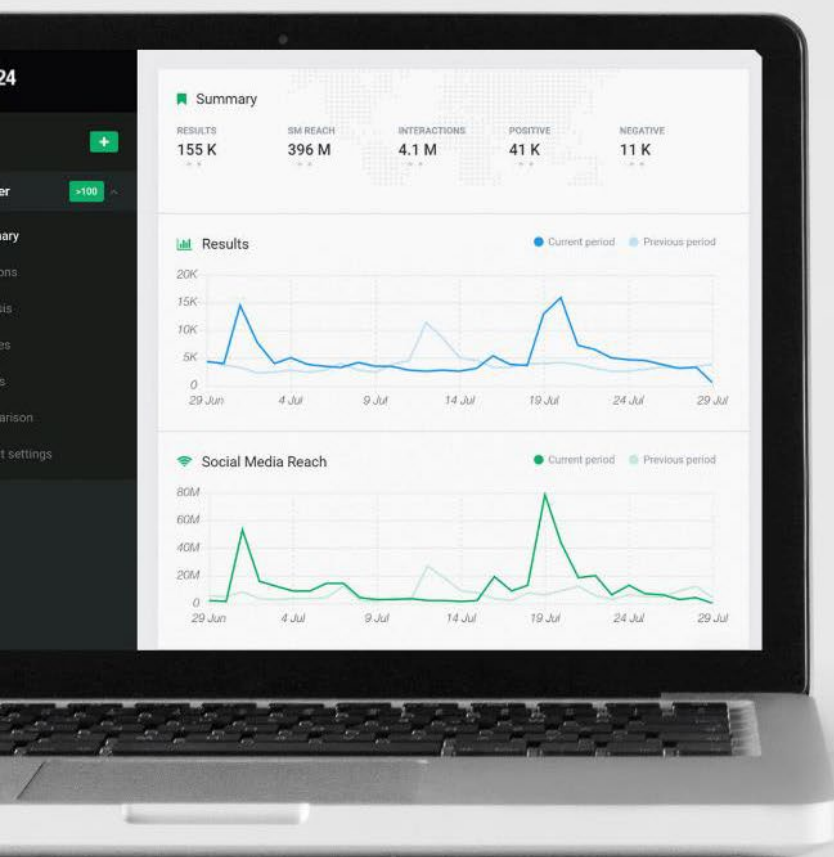 24
+
er >100
ary
ons
sis
es
s
arison
t settings
Summary
RESULTS SM REACH INTERACTIONS POSITIVE NEGATIVE
155 K 396 M 4.1 M 41 K 11 K
Results Current period Previous period
20K
15K
10K
5K
0
29 Jun 4 Jul 9 Jul 14 Jul 19 Jul 24 Jul 29 Jul
Social Media Reach Current period Previous period
80M
60M
40M
20M
0
29 Jun 4 Jul 9 Jul 14 Jul 19 Jul 24 Jul 29 Jul